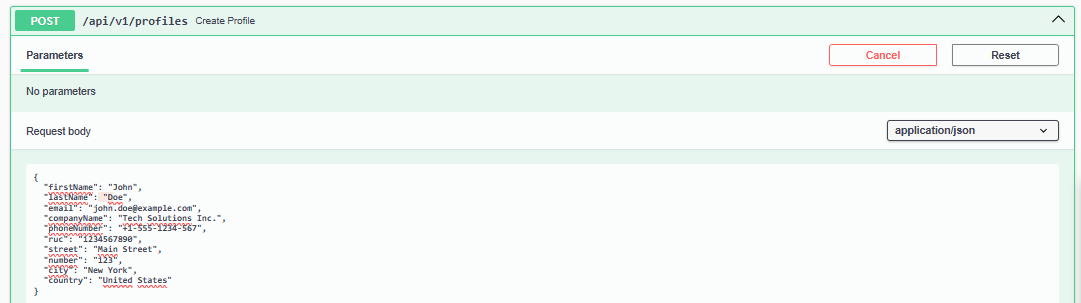 POST /api/v1/profiles Create Profile
Parameters
Cancel
Reset
No parameters
Request body
application/json
{
"firstName": "John",
"lastName": "Doe",
"email": "john.doe@example.com",
"companyName": "Tech Solutions Inc.",
"phoneNumber": "+1-555-1234-567",
"ruc": "1234567890",
"street": "Main Street",
"number": "123",
"city": "New York",
"country": "United States"
}